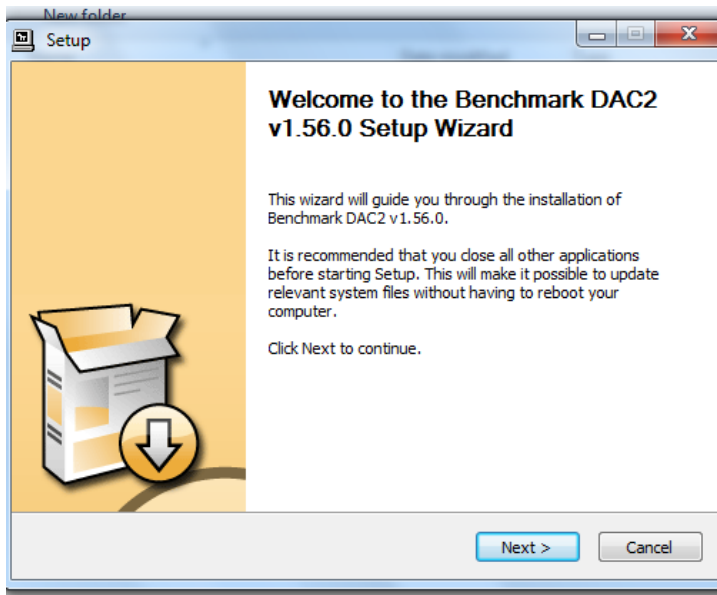 New folder
Setup
Welcome to the Benchmark DAC2
v1.56.0 Setup Wizard
This wizard will guide you through the installation of
Benchmark DAC2 v1.56.0.
It is recommended that you close all other applications
before starting Setup. This will make it possible to update
relevant system files without having to reboot your
computer.
Click Next to continue.
Next >
Cancel